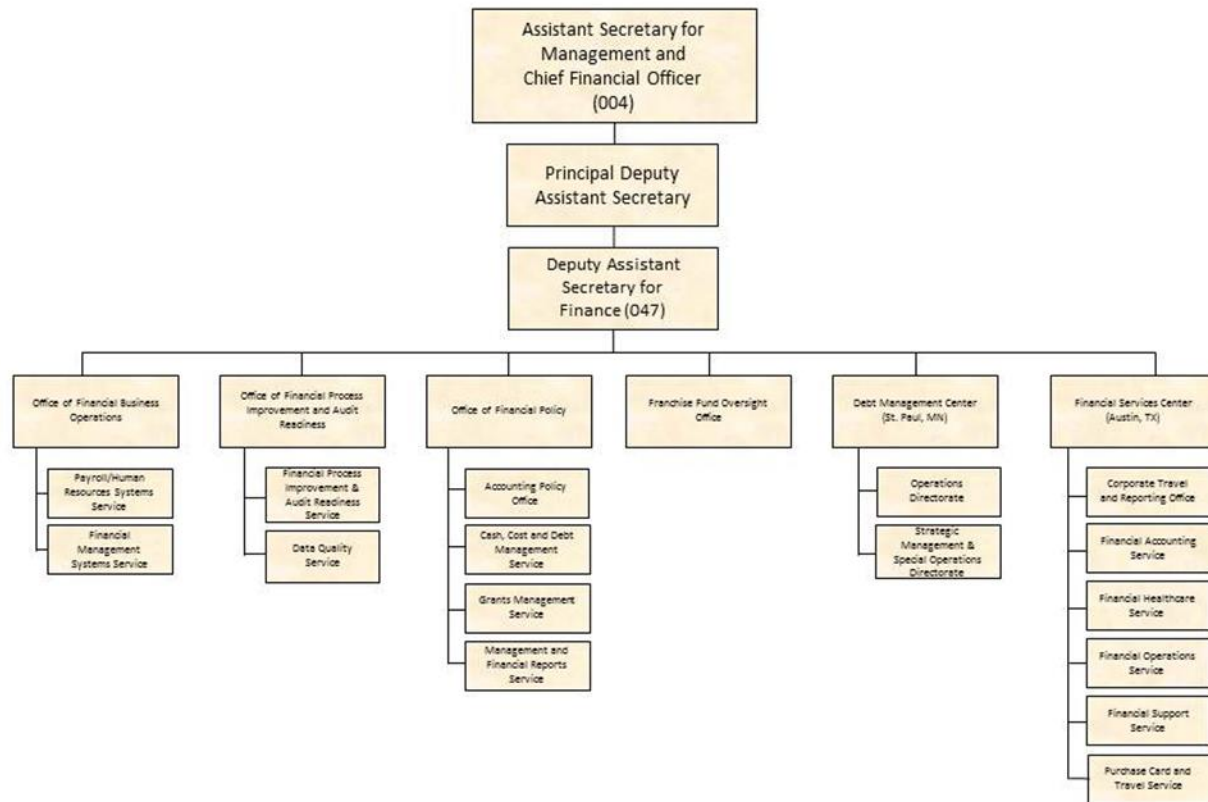 Assistant Secretary for
Management and
Chief Financial Officer
(004)
Principal Deputy
Assistant Secretary
Deputy Assistant
Secretary for
Finance (047)
Office of Financial Business
Operations
Office of Financial Process
Improvement and Audit
Readiness
Office of Financial Policy
Franchise Fund Oversight
Office
Debt Management Center
(St. Paul, MN)
Financial Services Center
(Austin, TX)
Payroll/Human
Resources Systems
Service
Financial
Management
Systems Service
Financial Process
Improvement &
Audit Readiness
Service
Data Quality
Service
Accounting Policy
Office
Cash, Cost and Debt
Management
Service
Grants Management
Service
Management and
Financial Reports
Service
Operations
Directorate
Strategic
Management &
Special Operations
Directorate
Corporate Travel
and Reporting Office
Financial Accounting
Service
Financial Healthcare
Service
Financial Operations
Service
Financial Support
Service
Purchase Card and
Travel Service